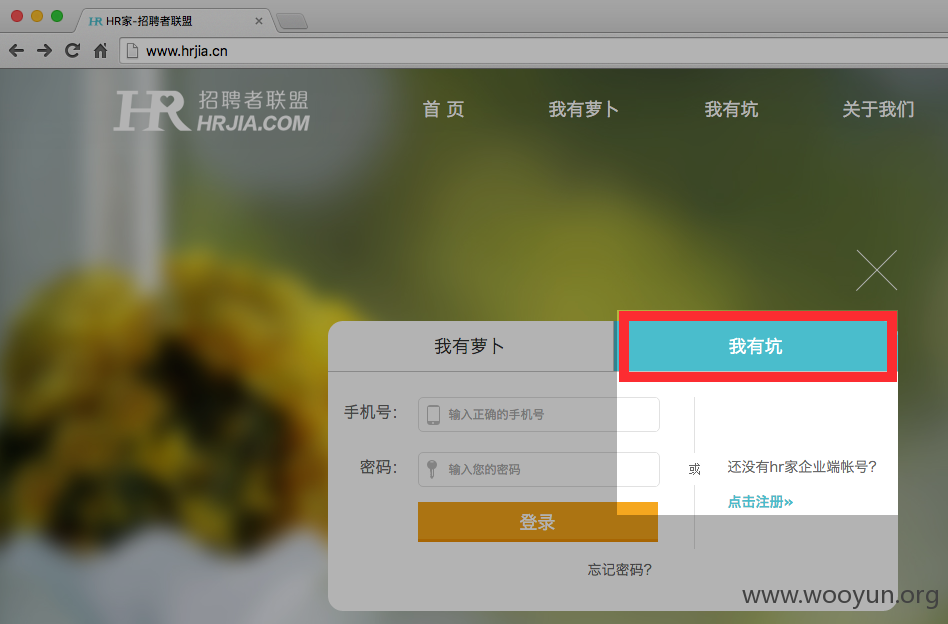 HR HR家-招聘者联盟
www.hrjia.cn
HR 招聘者联盟
HRJIA.COM
首 页 我有萝卜 我有坑 关于我们
我有萝卜 我有坑
手机号： 输入正确的手机号
密码： 输入您的密码
或
还没有hr家企业端帐号?
点击注册»
登录
忘记密码?
www.wooyun.org